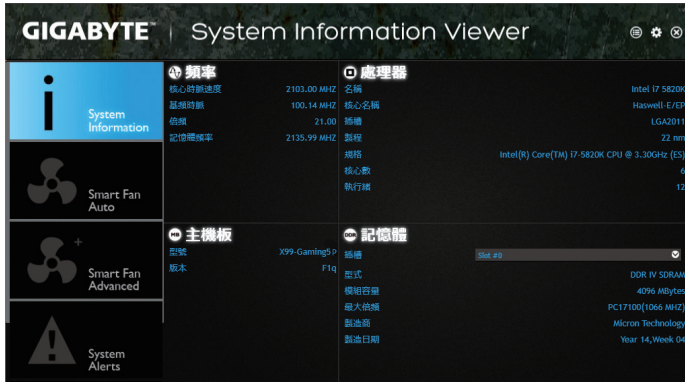 GIGABYTE™ | System Information Viewer
System
Information
Smart Fan
Auto
Smart Fan
Advanced
System
Alerts
頻率
核心時脈速度 2103.00 MHZ
基頻時脈 100.14 MHZ
倍頻 21.00
記憶體頻率 2135.99 MHZ
處理器
名稱 Intel i7 5820K
核心名稱 Haswell-E/EP
插槽 LGA2011
製程 22 nm
規格 Intel(R) Core(TM) i7-5820K CPU @ 3.30GHz (ES)
核心數 6
執行緒 12
MB 主機板
型號 X99-Gaming5P
版本 F1q
DDR 記憶體
插槽 Slot #0
型式 DDR IV SDRAM
模組容量 4096 MBytes
最大倍頻 PC17100(1066 MHZ)
製造商 Micron Technology
製造日期 Year 14,Week 04